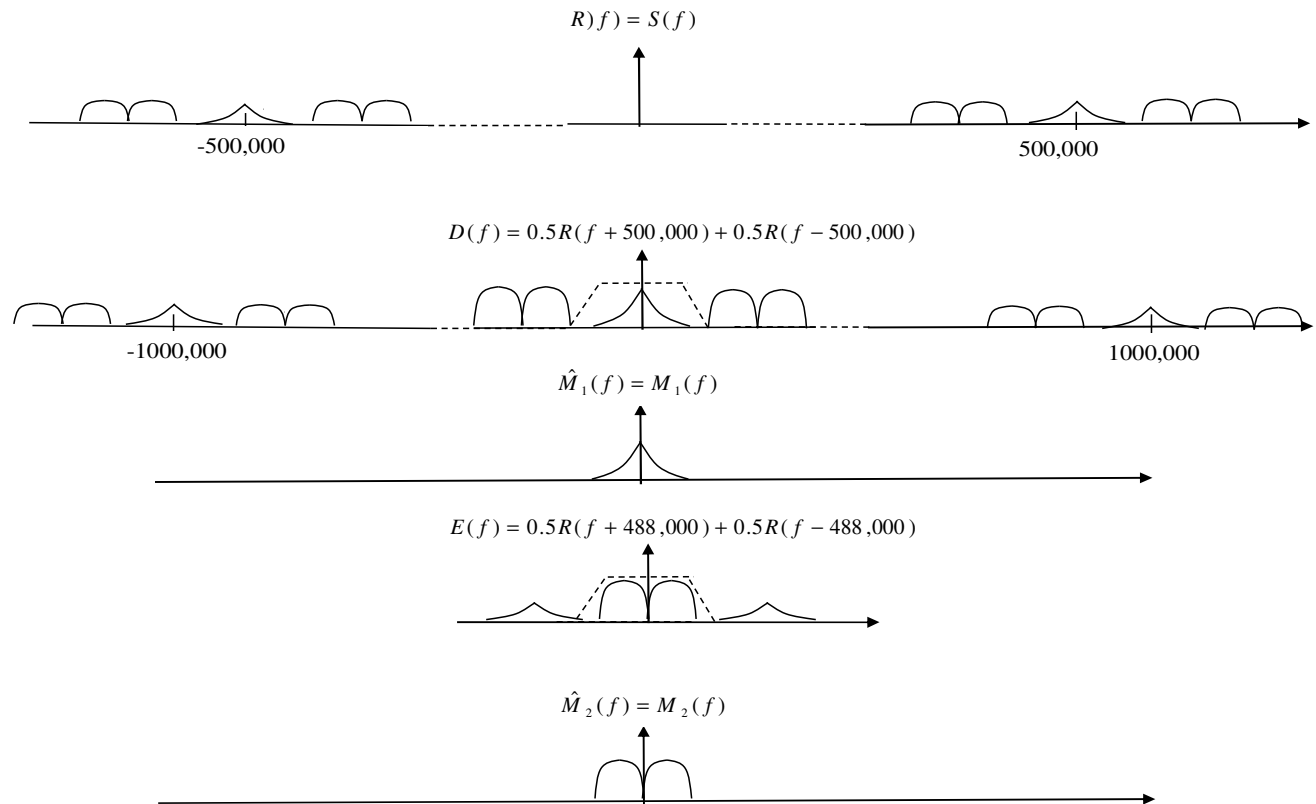 R)f) = S(f)
-500,000
500,000
D(f) = 0.5R(f + 500,000) + 0.5R(f − 500,000)
-1000,000
1000,000
M̂₁(f) = M₁(f)
E(f) = 0.5R(f + 488,000) + 0.5R(f − 488,000)
M̂₂(f) = M₂(f)